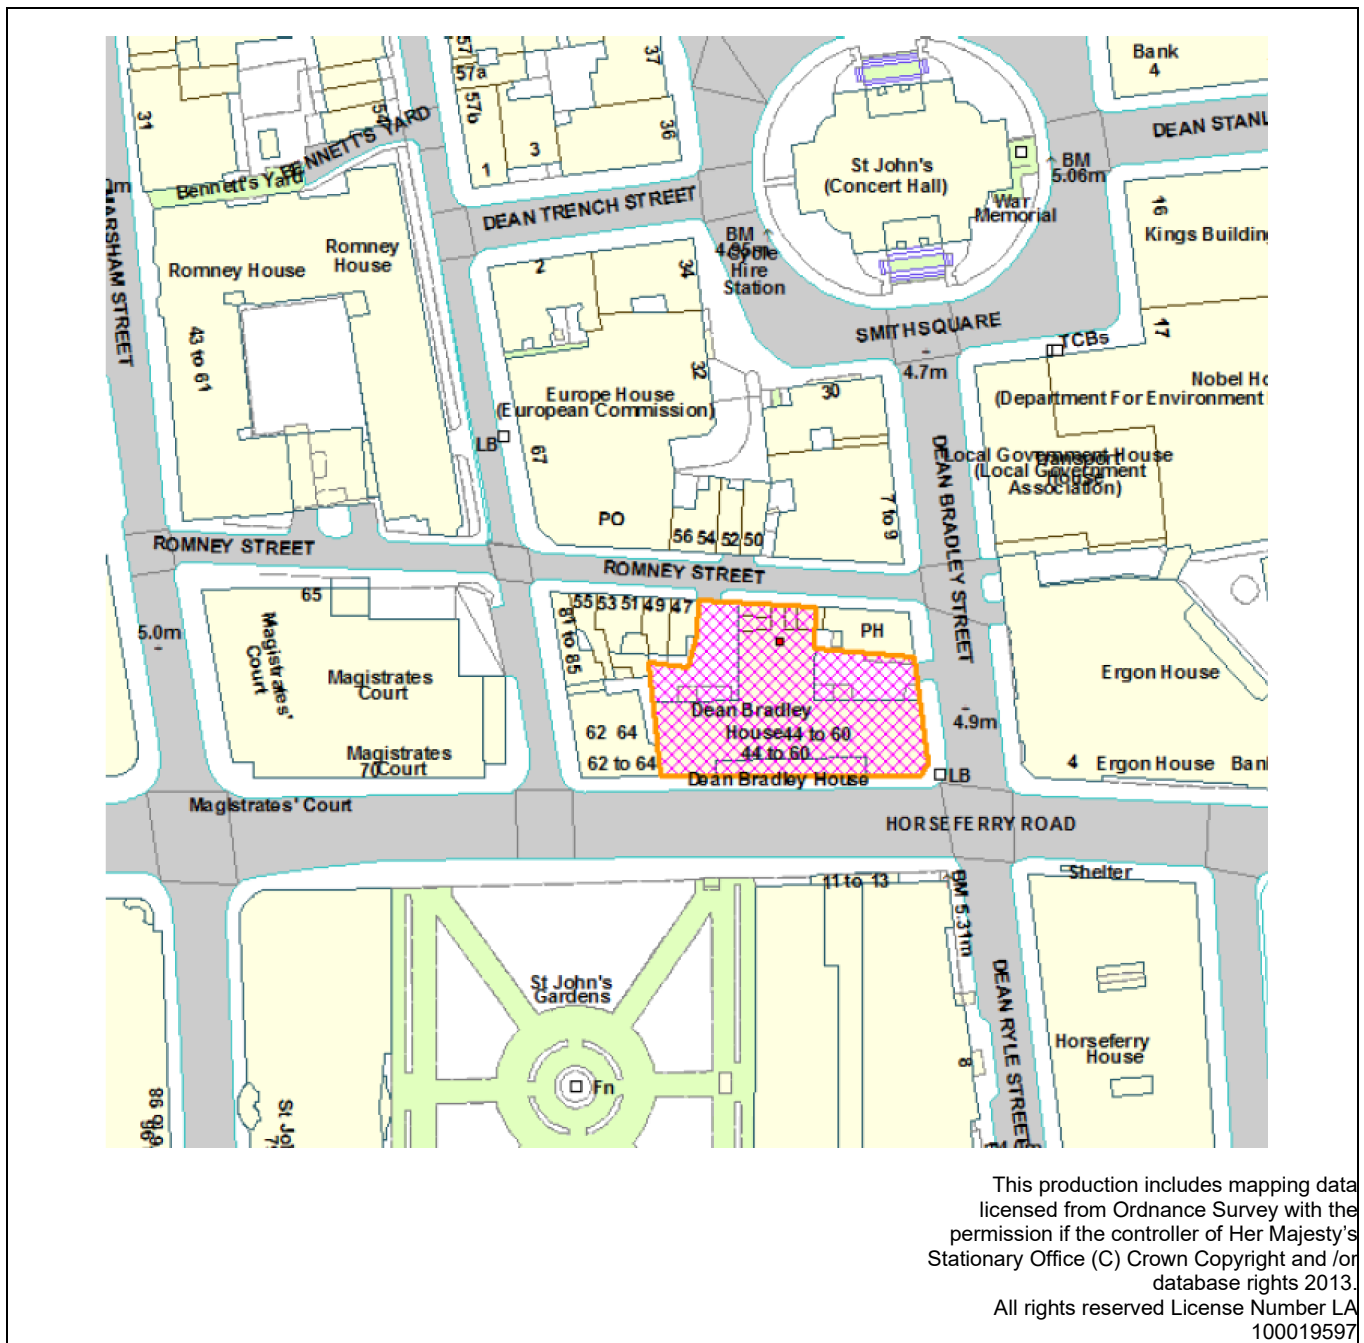 57
57a
57b
37
36
1
3
31
54
BENNETT'S YARD
Bennett's Yard
MARSHAM STREET
Romney House
Romney
House
43 to 61
DEAN TRENCH STREET
St John's
(Concert Hall)
War
Memorial
BM
5.06m
Bank
4
DEAN STANL
16
Kings Building
17
BM
4.95m
Cycle
Hire
Station
SMITH SQUARE
4.7m
TCBs
2
34
32
Europe House
(European Commission)
LB
67
PO
56 54 52 50
30
7 to 9
DEAN BRADLEY STREET
Nobel Ho
(Department For Environment
Local Government House
(Local Government
Association)
Transport
House
ROMNEY STREET
ROMNEY STREET
65
5.0m
Magistrates'
Court
Magistrates
Court
Magistrates
Court
70
Magistrates' Court
55 53 51 49 47
81 to 85
62 64
62 to 64
PH
Dean Bradley
House
44 to 60
44 to 60
Dean Bradley House
4.9m
LB
Ergon House
4
Ergon House
Bank
HORSEFERRY ROAD
11 to 13
BM 5.31m
Shelter
St John's
Gardens
Fn
DEAN RYLE STREET
8
Horseferry
House
St Jo
This production includes mapping data
licensed from Ordnance Survey with the
permission if the controller of Her Majesty's
Stationary Office (C) Crown Copyright and /or
database rights 2013.
All rights reserved License Number LA
100019597